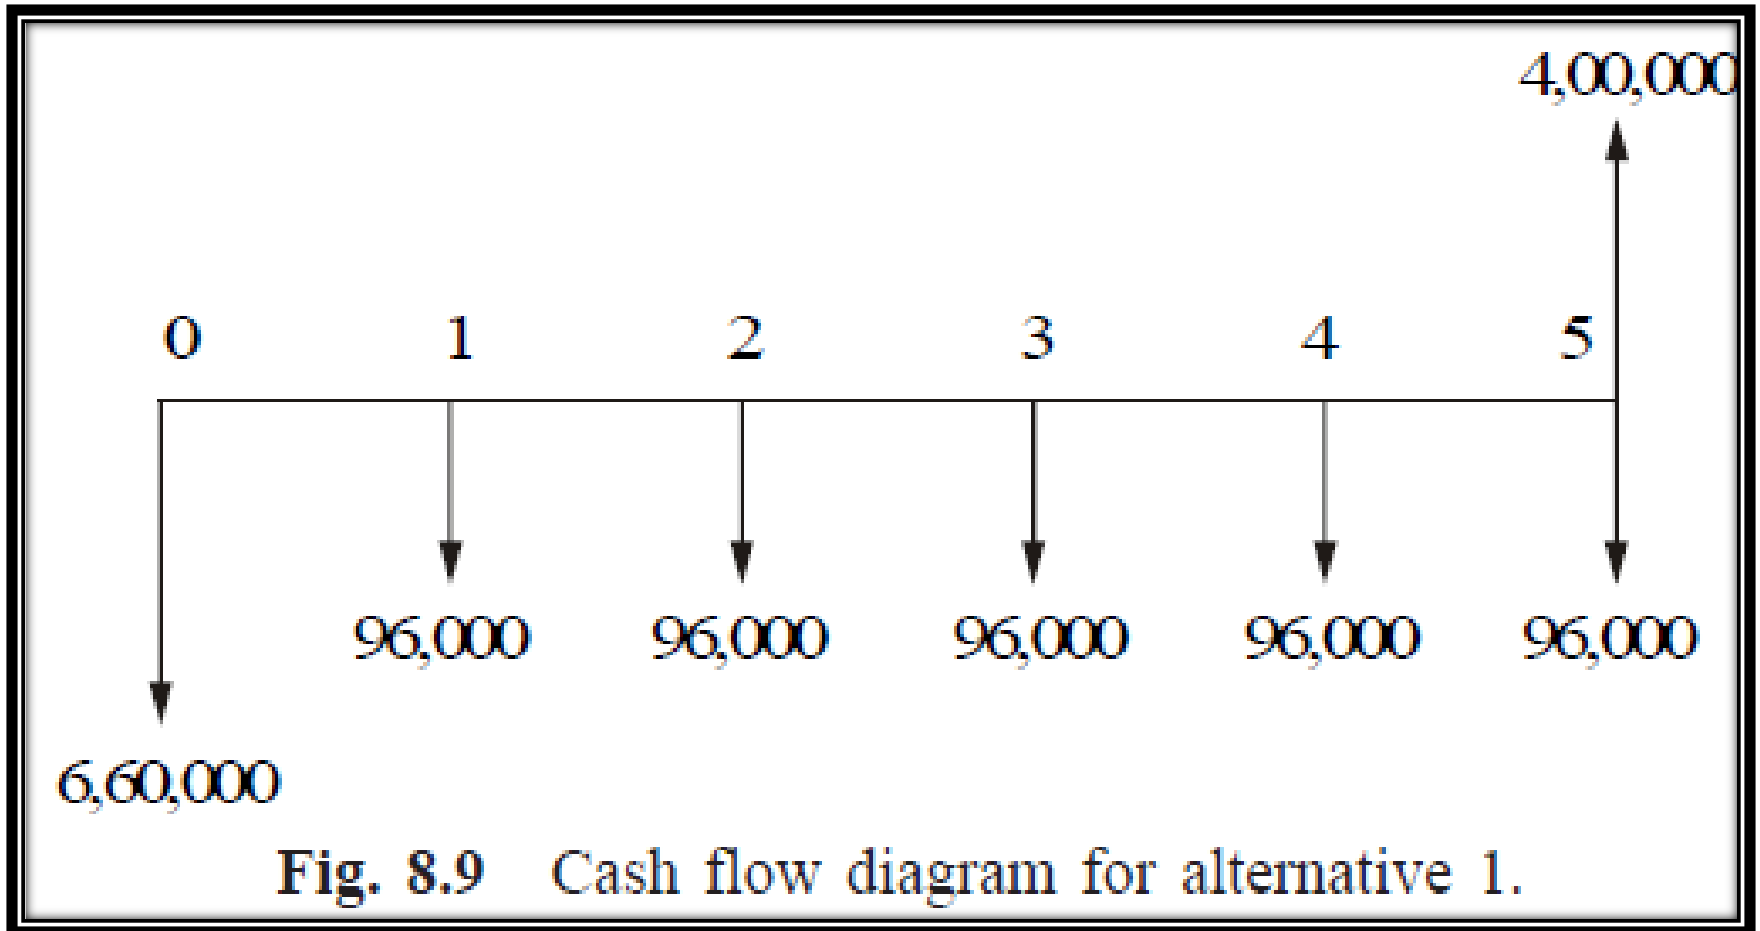 4,00,000
0 1 2 3 4 5
96,000 96,000 96,000 96,000 96,000
6,60,000
Fig. 8.9 Cash flow diagram for alternative 1.